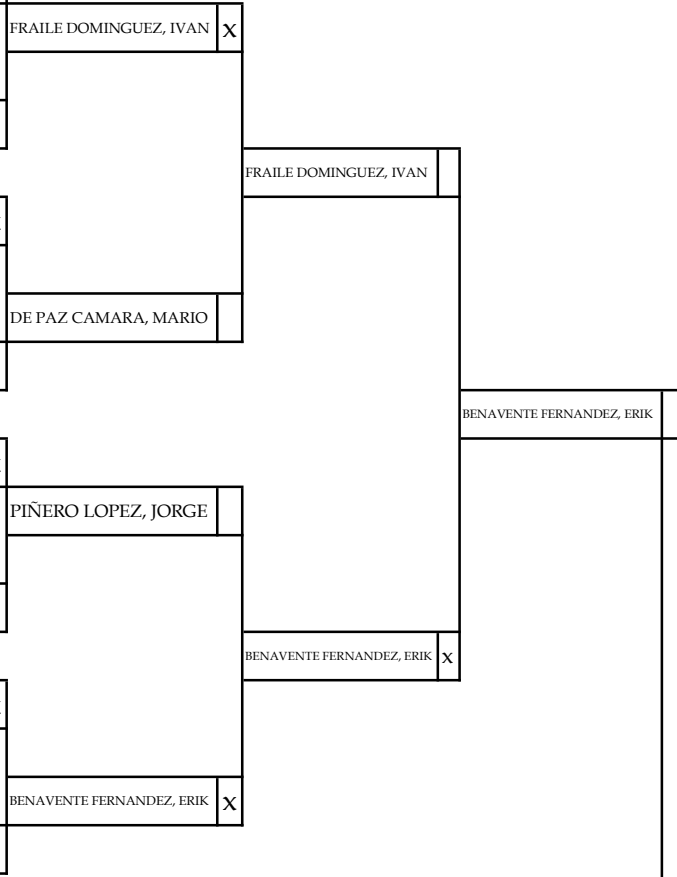 FRAILE DOMINGUEZ, IVAN X
FRAILE DOMINGUEZ, IVAN
DE PAZ CAMARA, MARIO
BENAVENTE FERNANDEZ, ERIK
PIÑERO LOPEZ, JORGE
BENAVENTE FERNANDEZ, ERIK X
BENAVENTE FERNANDEZ, ERIK X